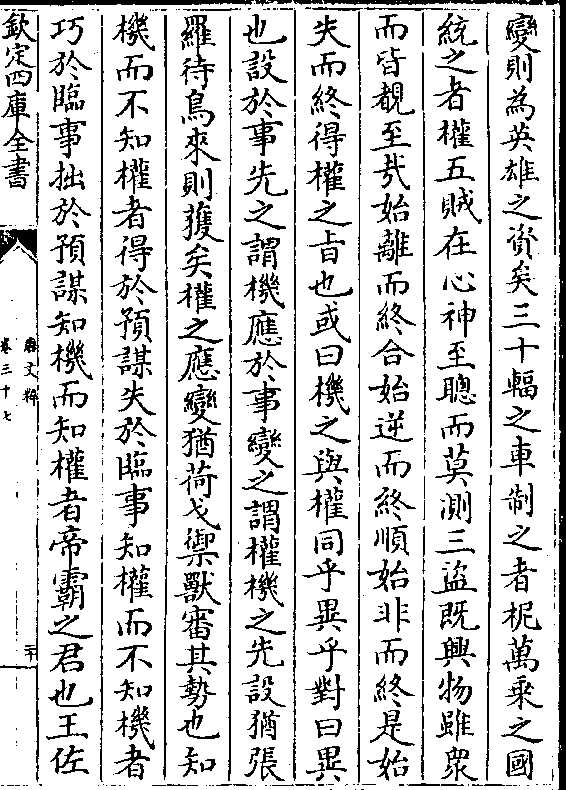 變則為英雄之資矣三十輻之車制之者柅萬乘之國
統之者權五賊在心神至聰而莫測三盜既興物雖衆
而皆覩至㢤始離而終合始逆而終順始非而終是始
失而終得權之旨也或曰機之與權同乎異乎對曰異
也設於事先之謂機應於事變之謂權機之先設猶張
羅待鳥來則獲矣權之應變猶荷戈禦獸審其勢也知
機而不知權者得於預謀失於臨事知權而不知機者
巧於臨事拙於預謀知機而知權者帝霸之君也王佐
欽定四庫全書
唐文粹
卷三十七
二十